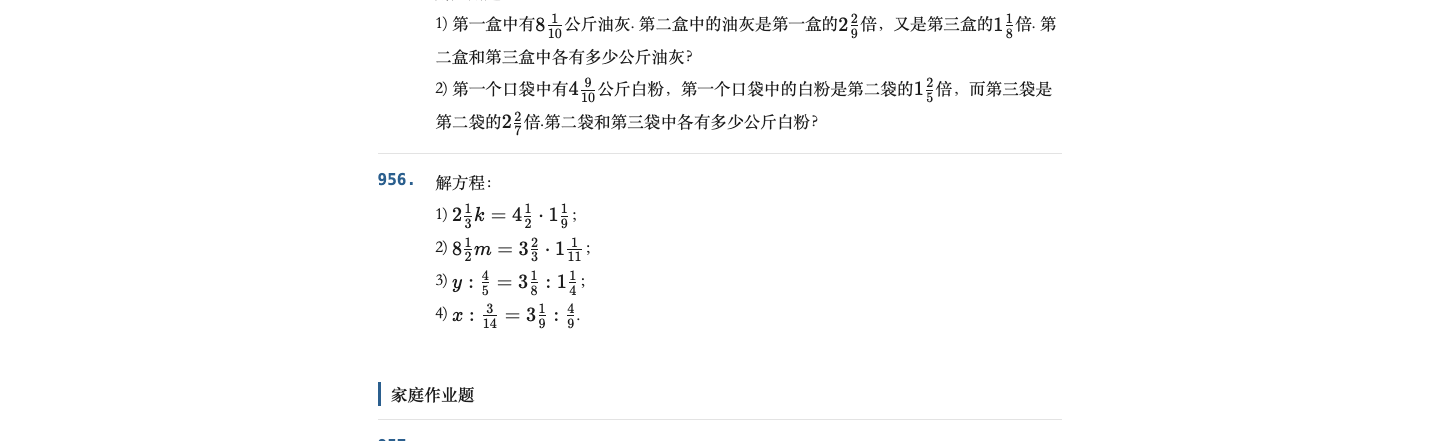 1) 第一盒中有8 1/10公斤油灰. 第二盒中的油灰是第一盒的2 2/9倍，又是第三盒的1 1/8倍. 第
二盒和第三盒中各有多少公斤油灰?
2) 第一个口袋中有4 9/10公斤白粉，第一个口袋中的白粉是第二袋的1 2/5倍，而第三袋是
第二袋的2 2/7倍.第二袋和第三袋中各有多少公斤白粉?
956. 解方程：
1) 2 1/3 k = 4 1/2 · 1 1/9;
2) 8 1/2 m = 3 2/3 · 1 1/11;
3) y : 4/5 = 3 1/8 : 1 1/4;
4) x : 3/14 = 3 1/9 : 4/9.
家庭作业题